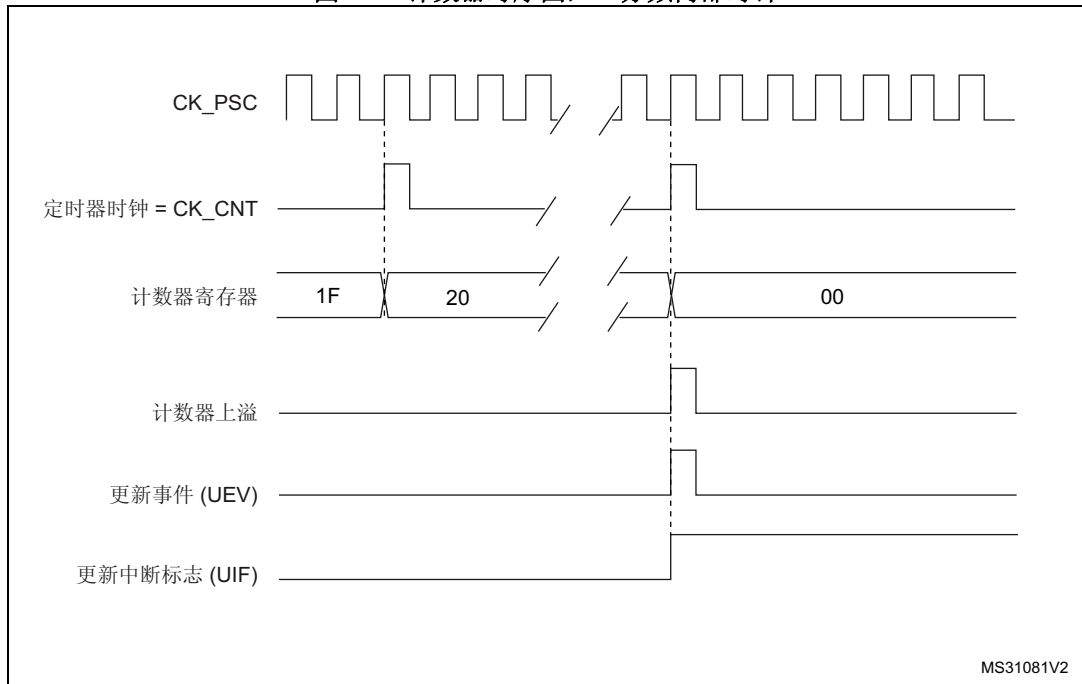 CK_PSC
定时器时钟 = CK_CNT
计数器寄存器 1F 20 00
计数器上溢
更新事件 (UEV)
更新中断标志 (UIF)
MS31081V2